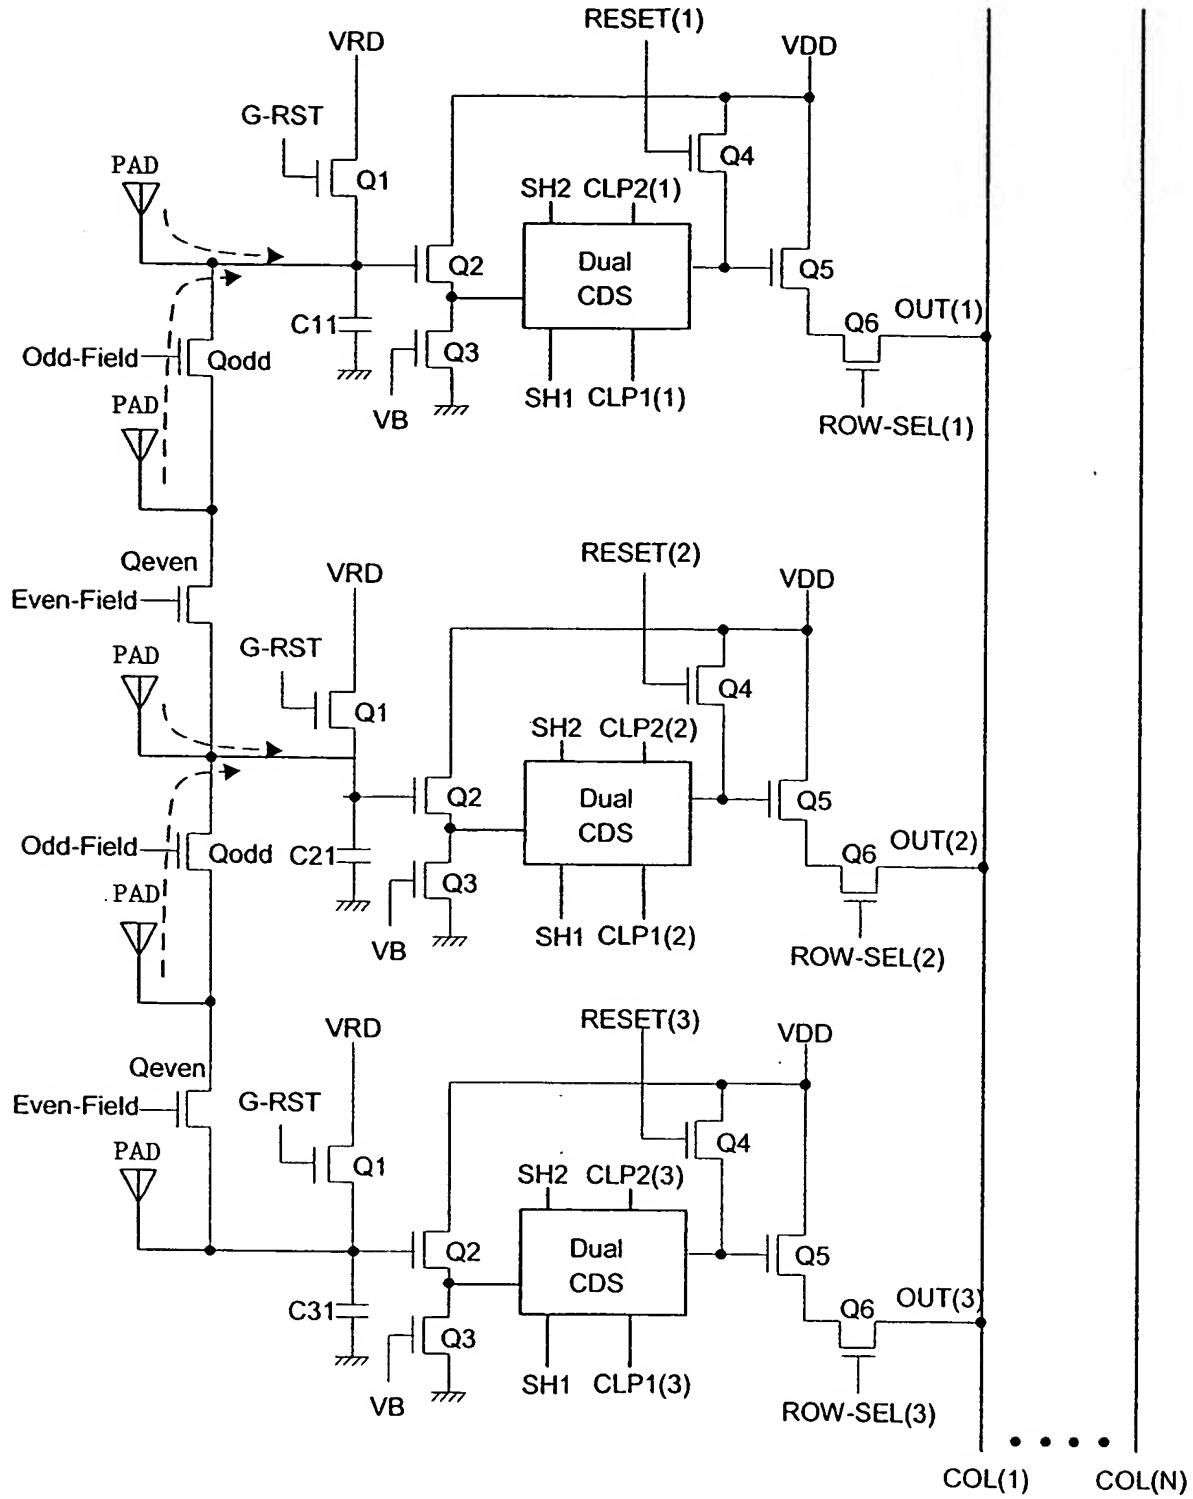 RESET(1)
VRD
VDD
G-RST
Q4
PAD
Q1
SH2 CLP2(1)
Q2
Dual
CDS
Q5
OUT(1)
C11
Q6
Odd-Field
Qodd
Q3
SH1 CLP1(1)
PAD
VB
ROW-SEL(1)
RESET(2)
Qeven
VRD
VDD
Even-Field
G-RST
PAD
Q4
Q1
SH2 CLP2(2)
Q2
Dual
CDS
Q5
OUT(2)
Odd-Field
Qodd
C21
Q6
Q3
PAD
SH1 CLP1(2)
VB
ROW-SEL(2)
RESET(3)
VRD
VDD
Qeven
Even-Field
G-RST
Q4
PAD
Q1
SH2 CLP2(3)
Q2
Dual
CDS
Q5
C31
OUT(3)
Q6
Q3
SH1 CLP1(3)
VB
ROW-SEL(3)
COL(1)
COL(N)